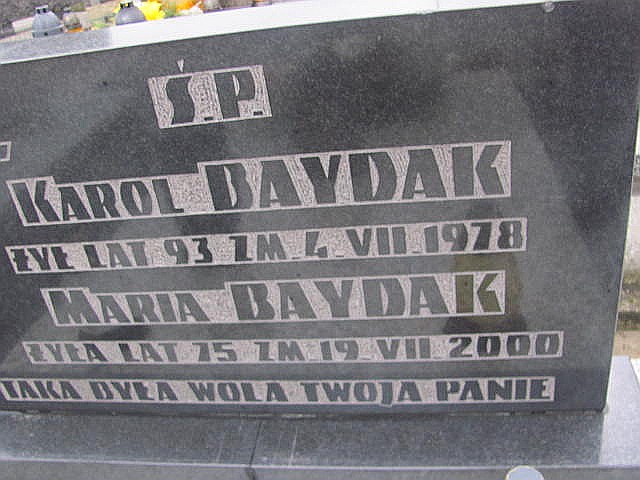 Ś.P.
KAROL BAYDAK
ŻYŁ LAT 93 ZM. 4. VII. 1978
MARIA BAYDAK
ŻYŁA LAT 75 ZM. 19. VII. 2000
TAKA BYŁA WOLA TWOJA PANIE